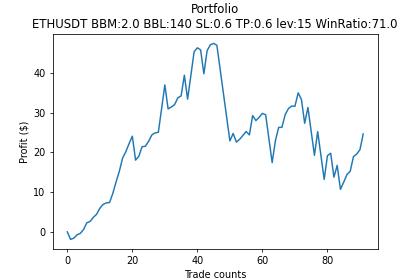 Portfolio
ETHUSDT BBM:2.0 BBL:140 SL:0.6 TP:0.6 lev:15 WinRatio:71.0
Profit ($)
40
30
20
10
0
0 20 40 60 80
Trade counts